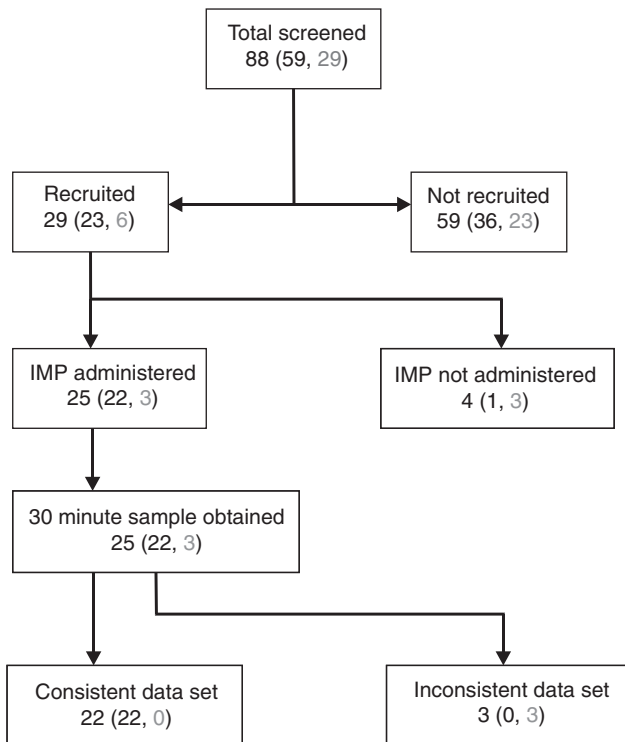 Total screened
88 (59, 29)
Recruited
29 (23, 6)
Not recruited
59 (36, 23)
IMP administered
25 (22, 3)
IMP not administered
4 (1, 3)
30 minute sample obtained
25 (22, 3)
Consistent data set
22 (22, 0)
Inconsistent data set
3 (0, 3)